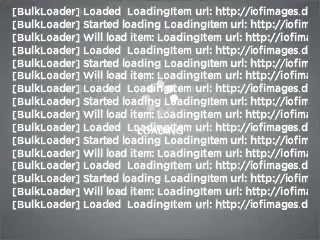 [BulkLoader] Loaded LoadingItem url: http://iofimages.d
[BulkLoader] Started loading LoadingItem url: http://iofim
[BulkLoader] Will load item: LoadingItem url: http://iofima
[BulkLoader] Loaded LoadingItem url: http://iofimages.d
[BulkLoader] Started loading LoadingItem url: http://iofim
[BulkLoader] Will load item: LoadingItem url: http://iofima
[BulkLoader] Loaded LoadingItem url: http://iofimages.d
[BulkLoader] Started loading LoadingItem url: http://iofim
[BulkLoader] Will load item: LoadingItem url: http://iofima
[BulkLoader] Loaded LoadingItem url: http://iofimages.d
LOADING
[BulkLoader] Started loading LoadingItem url: http://iofim
[BulkLoader] Will load item: LoadingItem url: http://iofima
[BulkLoader] Loaded LoadingItem url: http://iofimages.d
[BulkLoader] Started loading LoadingItem url: http://iofim
[BulkLoader] Will load item: LoadingItem url: http://iofima
[BulkLoader] Loaded LoadingItem url: http://iofimages.d